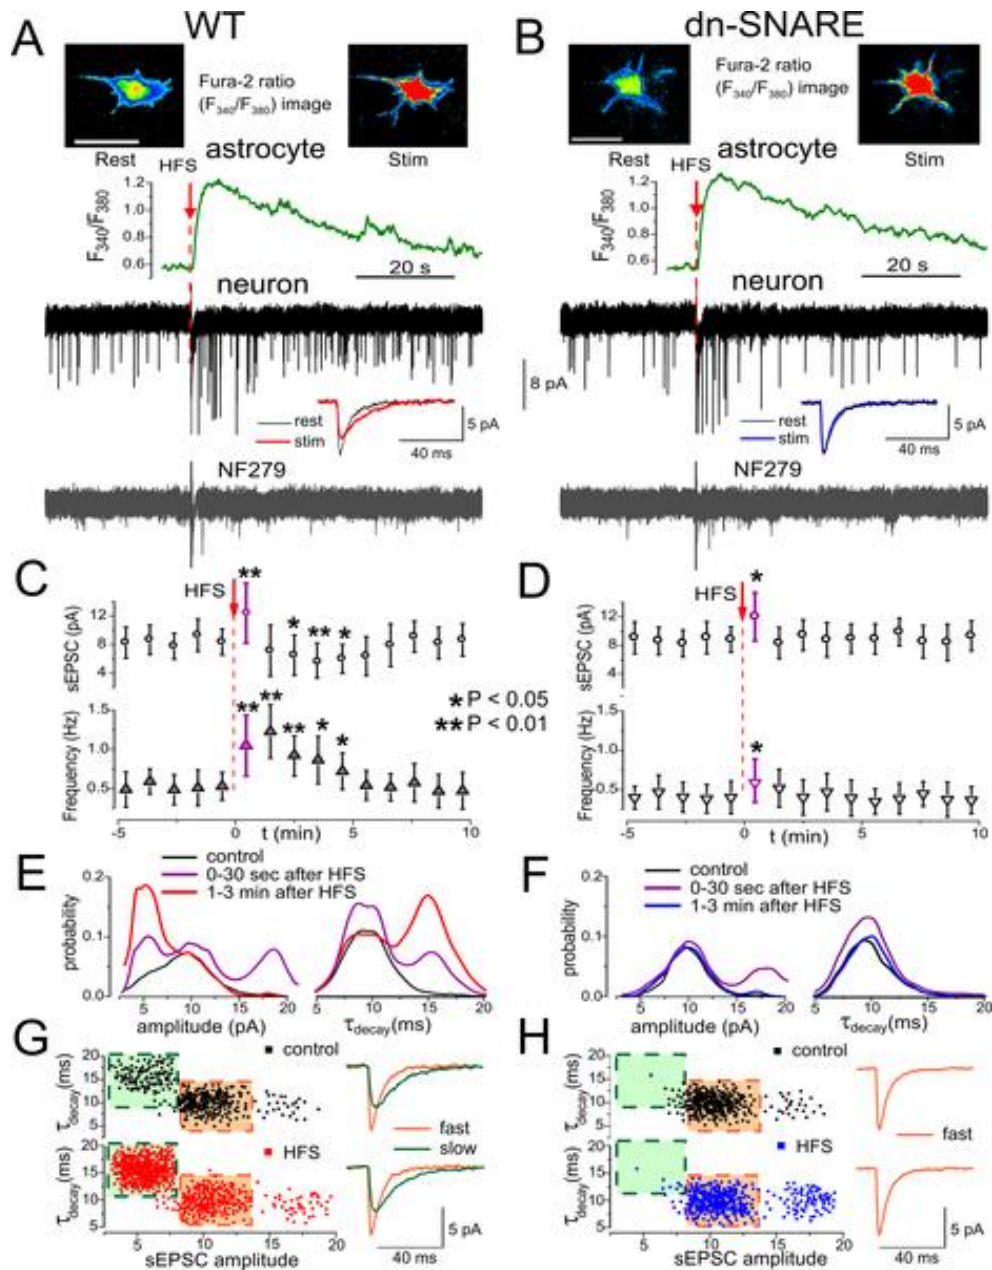 WT
dn-SNARE
A
B
Fura-2 ratio
(F340/F380) image
Fura-2 ratio
(F340/F380) image
Rest
Stim
Rest
Stim
astrocyte
astrocyte
HFS
HFS
F340/F380
1.2
1.0
0.8
0.6
20 s
F340/F380
1.2
1.0
0.8
0.6
20 s
neuron
neuron
8 pA
rest
stim
40 ms
5 pA
rest
stim
40 ms
5 pA
NF279
NF279
C
D
HFS
**
* ** *
sEPSC (pA)
12
8
4
HFS
*
sEPSC (pA)
12
8
4
* P < 0.05
** P < 0.01
** ** ** * *
Frequency (Hz)
1.5
1.0
0.5
-5 0 5 10
t (min)
*
Frequency (Hz)
1.5
1.0
0.5
-5 0 5 10
t (min)
E
control
0-30 sec after HFS
1-3 min after HFS
probability
0.2
0.1
0.0
5 10 15 20
amplitude (pA)
5 10 15 20
τdecay(ms)
F
control
0-30 sec after HFS
1-3 min after HFS
probability
0.2
0.1
0.0
5 10 15 20
amplitude (pA)
5 10 15 20
τdecay(ms)
G
control
τdecay(ms)
20
15
10
5
fast
slow
HFS
τdecay(ms)
20
15
10
5
5 10 15 20
sEPSC amplitude
40 ms
5 pA
H
control
τdecay(ms)
20
15
10
5
fast
HFS
τdecay(ms)
20
15
10
5
5 10 15 20
sEPSC amplitude
40 ms
5 pA